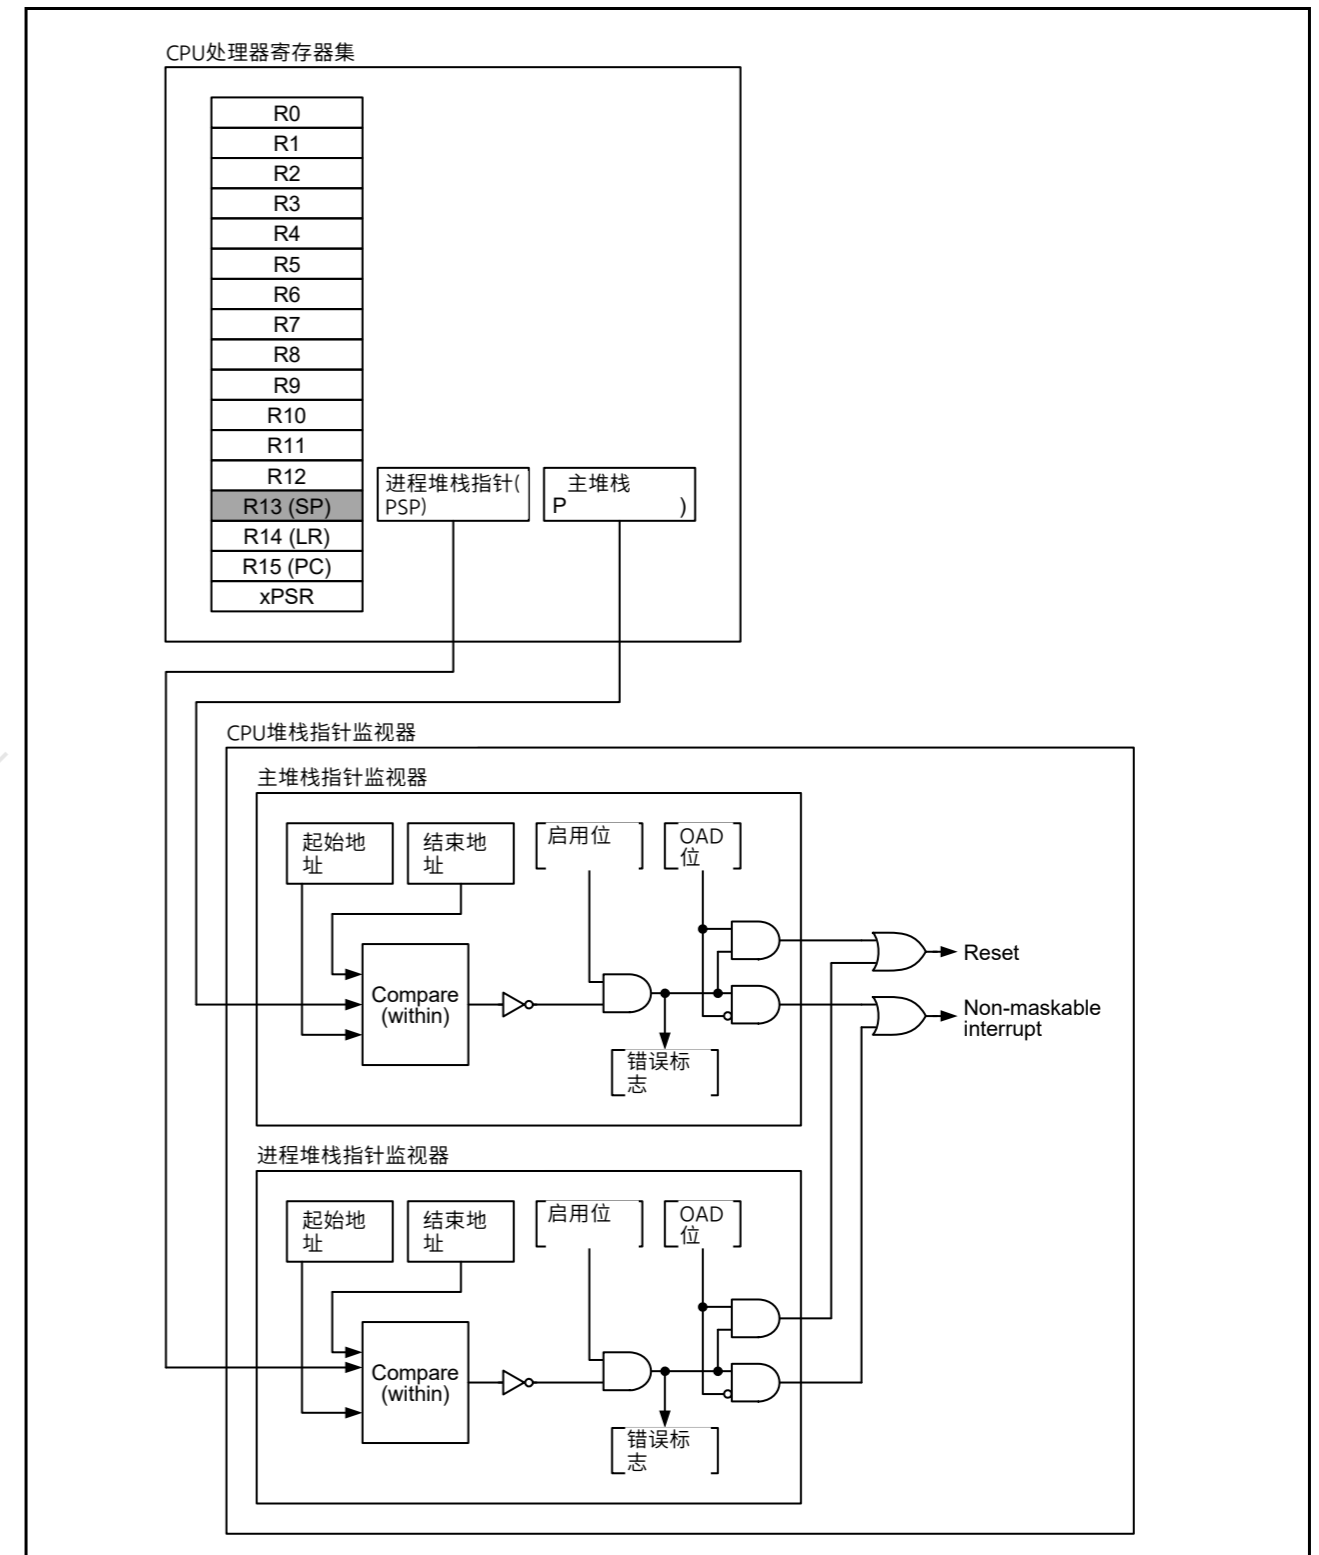 CPU处理器寄存器集
R0
R1
R2
R3
R4
R5
R6
R7
R8
R9
R10
R11
R12
R13 (SP)
R14 (LR)
R15 (PC)
xPSR
进程堆栈指针(
PSP)
主堆栈
P )
CPU堆栈指针监视器
主堆栈指针监视器
起始地
址
结束地
址
启用位
OAD
位
Compare
(within)
错误标
志
Reset
Non-maskable
interrupt
进程堆栈指针监视器
起始地
址
结束地
址
启用位
OAD
位
Compare
(within)
错误标
志